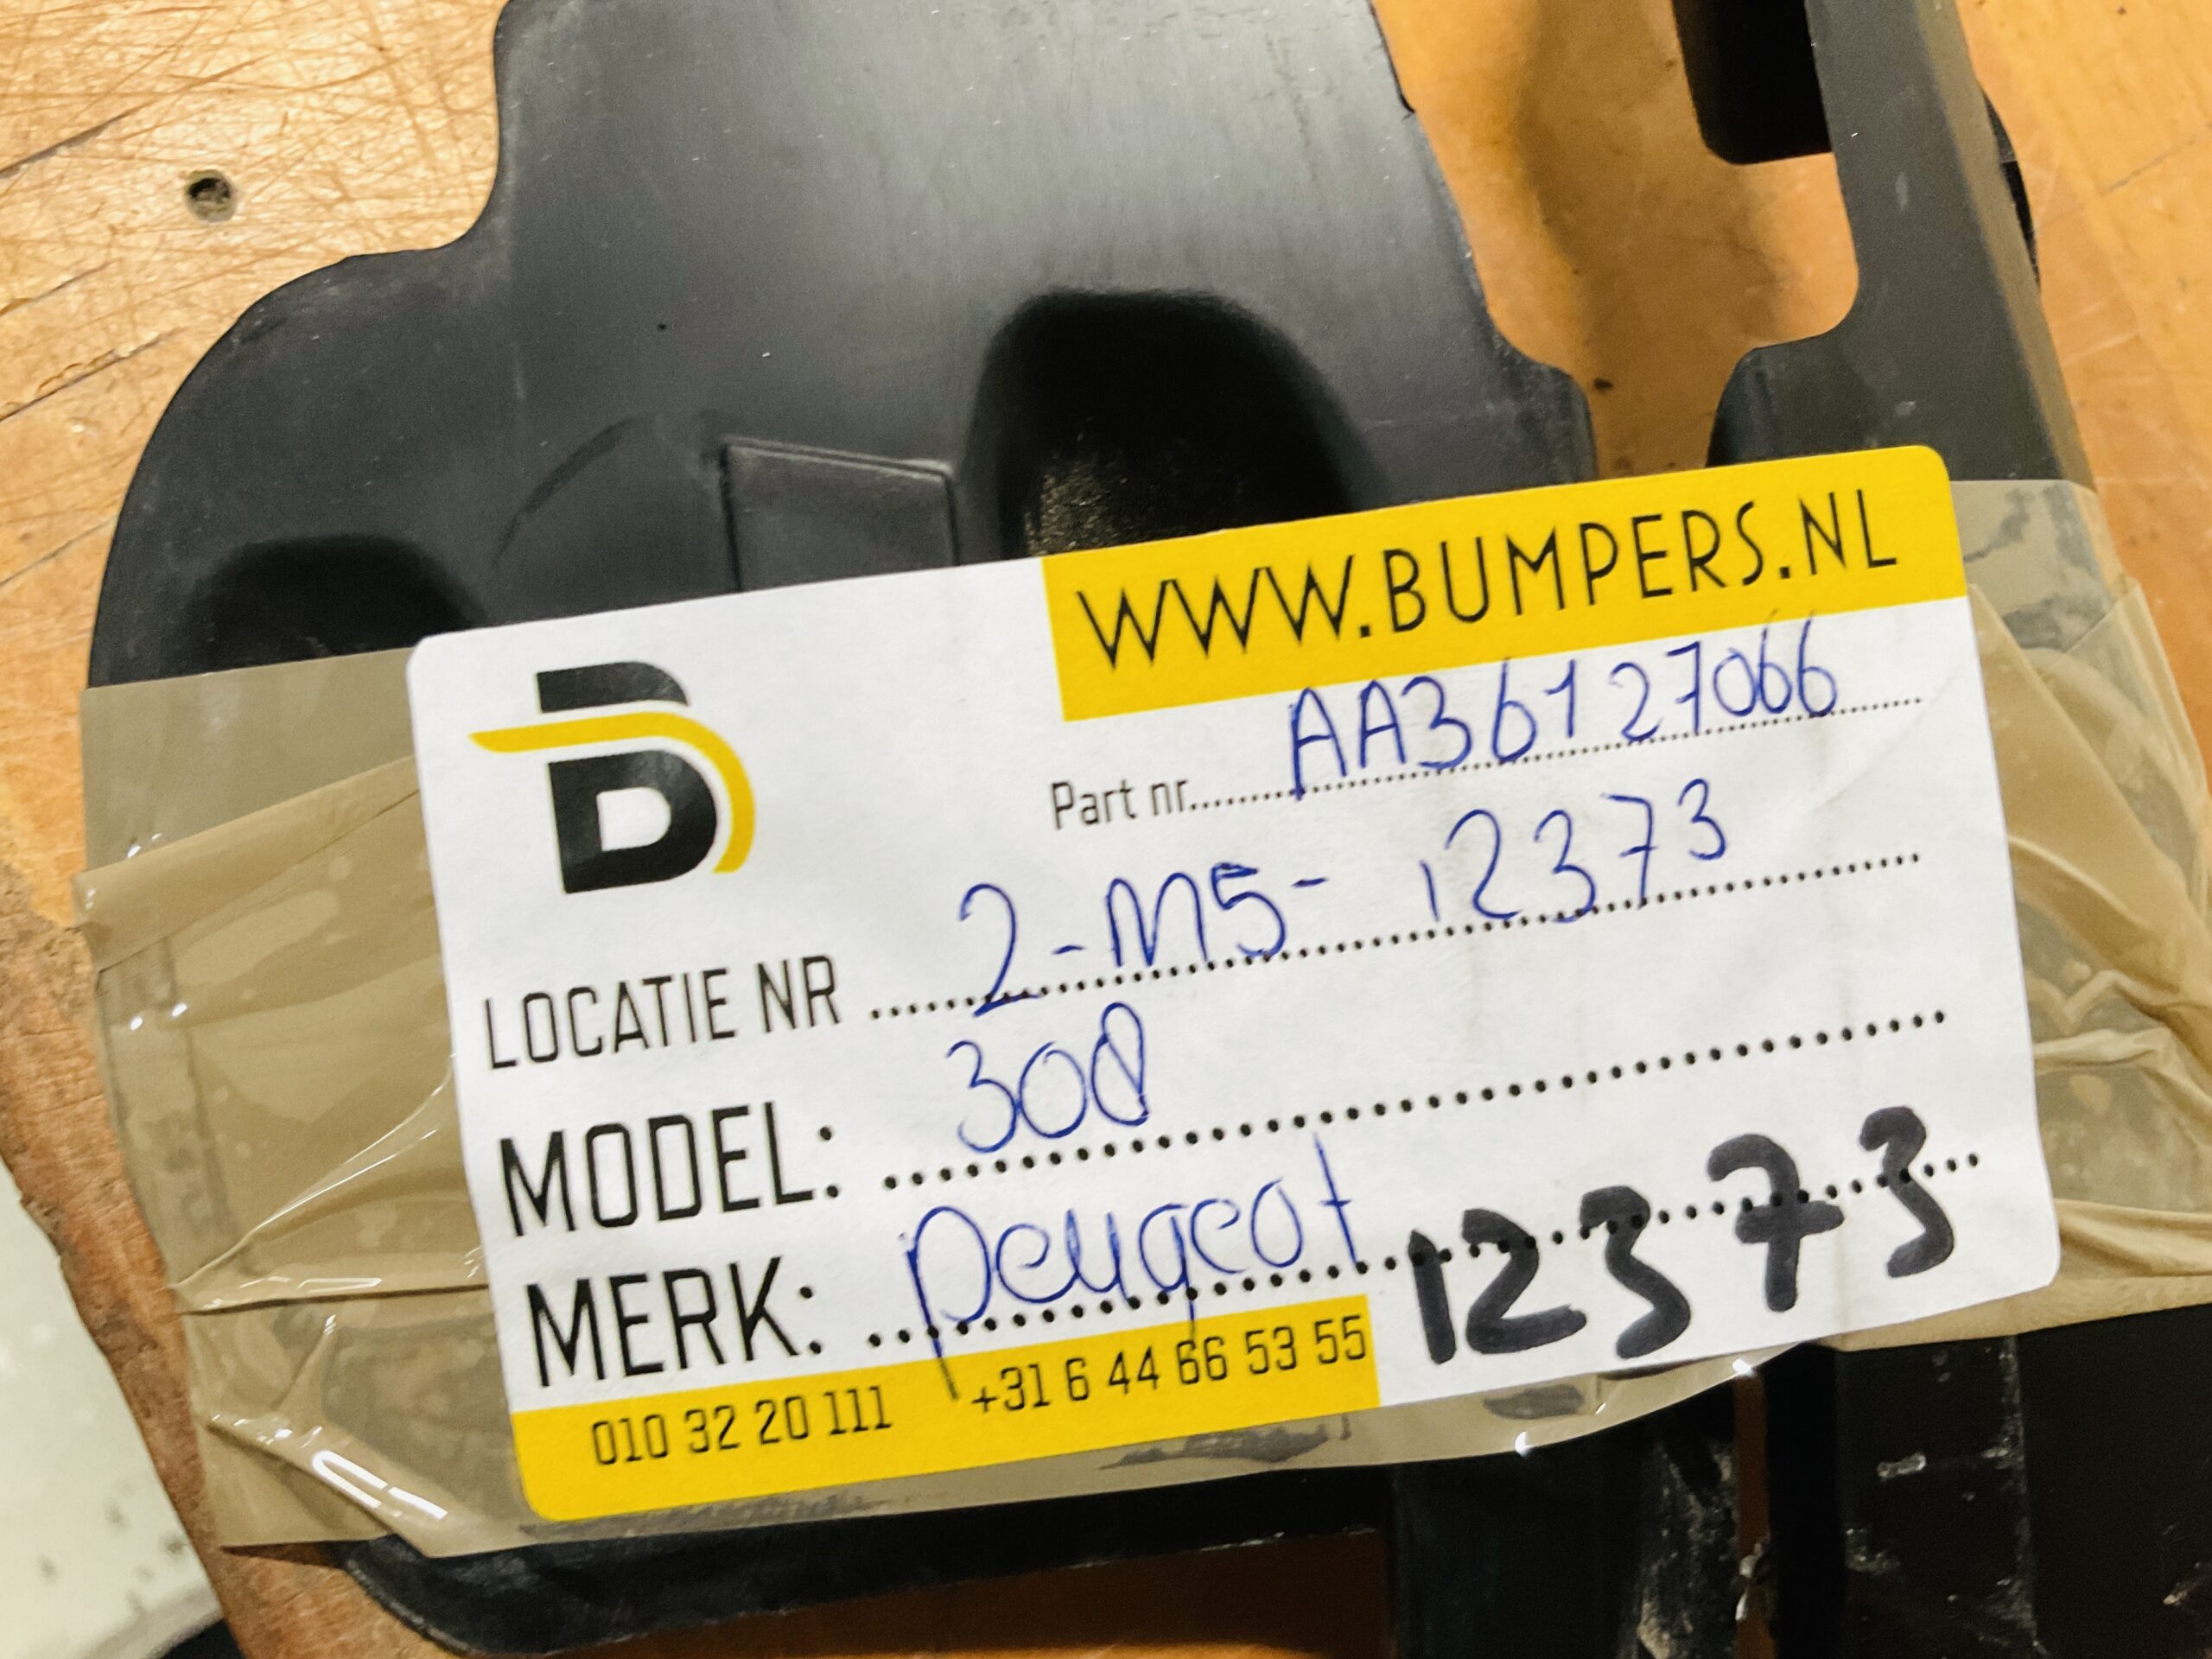 WWW.BUMPERS.NL
B
Part nr. AA36127066
LOCATIE NR 2-M5-12373
MODEL: 308
MERK: peugeot
12373
010 32 20 111 +31 6 44 66 53 55